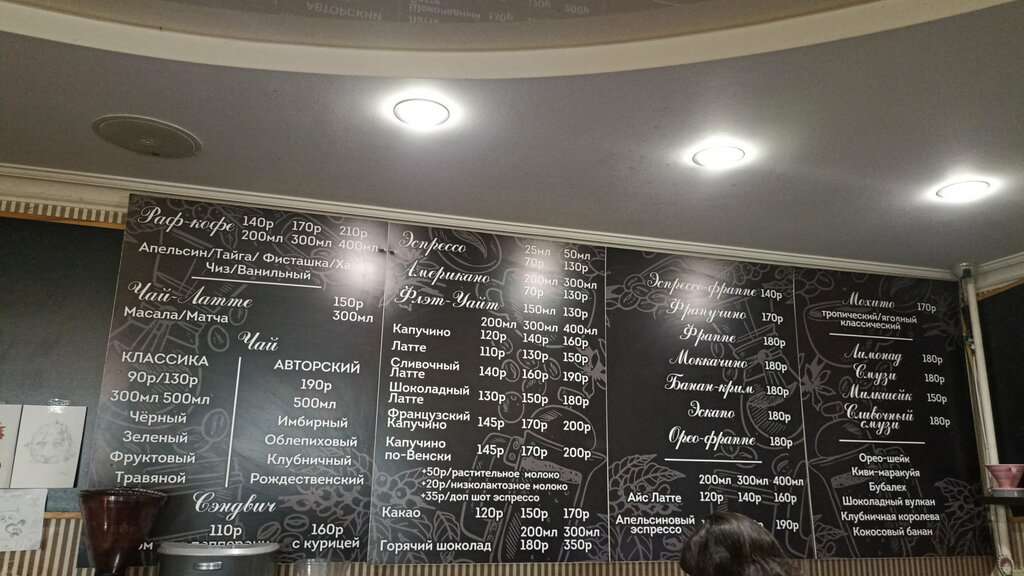 Раф-кофе 140р 170р 210р
200мл 300мл 400мл
Апельсин/Тайга/ Фисташка/Ха
Чиз/Ванильный
Чай-Латте 150р
Масала/Матча 300мл
Чай
КЛАССИКА
90р/130р
300мл 500мл
Чёрный
Зеленый
Фруктовый
Травяной
АВТОРСКИЙ
190р
500мл
Имбирный
Облепиховый
Клубничный
Рождественский
Сэндвич
110р 160р
с курицей
Эспрессо 25мл 50мл
70р 130р
Американо 200мл 300мл
70р 130р
Флэт-Уайт 150мл 130р
200мл 300мл 400мл
Капучино 120р 140р 160р
Латте 110р 130р 150р
Сливочный
Латте 140р 160р 190р
Шоколадный
Латте 130р 150р 180р
Французский
Капучино 145р 170р 200р
Капучино
по-Венски 145р 170р 200р
+50р/растительное молоко
+20р/низколактозное молоко
+35р/доп шот эспрессо
Какао 120р 150р 170р
200мл 300мл
Горячий шоколад 180р 350р
Эспрессо-фраппе 140р
Фрапучино 170р
Фраппе 180р
Моккачино 180р
Банан-крим 180р
Эскапо 180р
Орео-фраппе 180р
200мл 300мл 400мл
Айс Латте 120р 140р 160р
Апельсиновый
эспрессо 190р
Мохито 170р
тропический/ягодный
классический
Лимонад 180р
Смузи 180р
Милкшейк 150р
Сливочный
смузи 180р
Орео-шейк
Киви-маракуйя
Бубалех
Шоколадный вулкан
Клубничная королева
Кокосовый банан